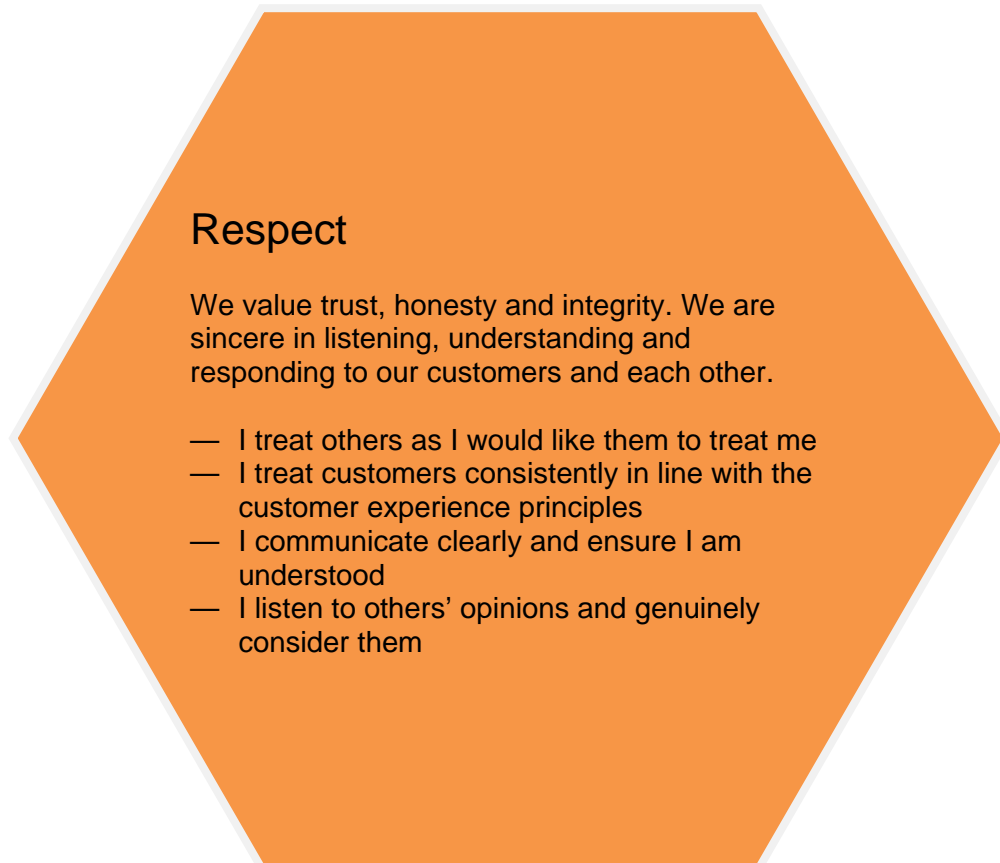 Respect
We value trust, honesty and integrity. We are
sincere in listening, understanding and
responding to our customers and each other.
— I treat others as I would like them to treat me
— I treat customers consistently in line with the
customer experience principles
— I communicate clearly and ensure I am
understood
— I listen to others’ opinions and genuinely
consider them